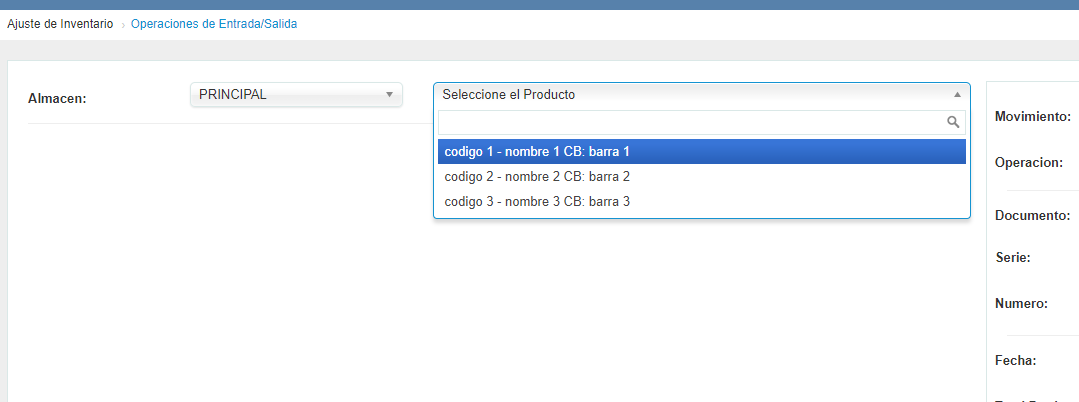 Ajuste de Inventario › Operaciones de Entrada/Salida
Almacen:
PRINCIPAL
Seleccione el Producto
codigo 1 - nombre 1 CB: barra 1
codigo 2 - nombre 2 CB: barra 2
codigo 3 - nombre 3 CB: barra 3
Movimiento:
Operacion:
Documento:
Serie:
Numero:
Fecha: